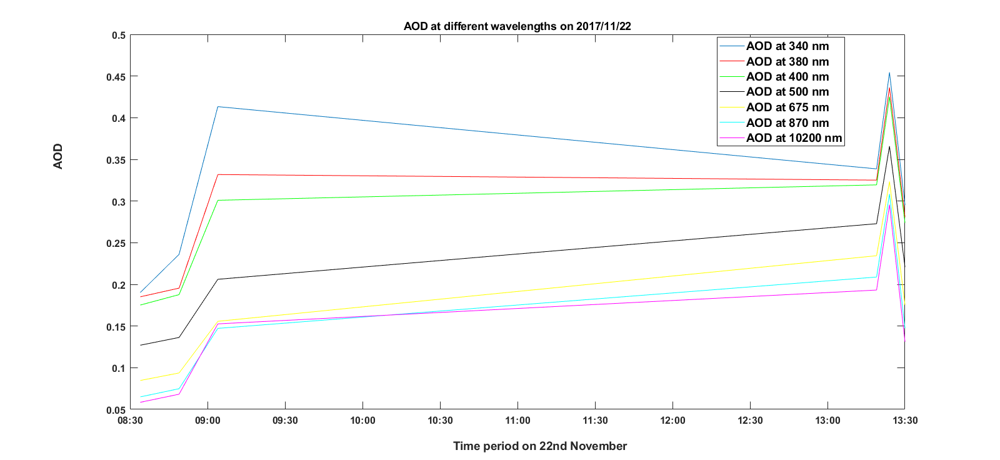 AOD at different wavelengths on 2017/11/22
0.5
0.45
0.4
0.35
0.3
0.25
0.2
0.15
0.1
0.05
AOD
AOD at 340 nm
AOD at 380 nm
AOD at 400 nm
AOD at 500 nm
AOD at 675 nm
AOD at 870 nm
AOD at 10200 nm
08:30 09:00 09:30 10:00 10:30 11:00 11:30 12:00 12:30 13:00 13:30
Time period on 22nd November